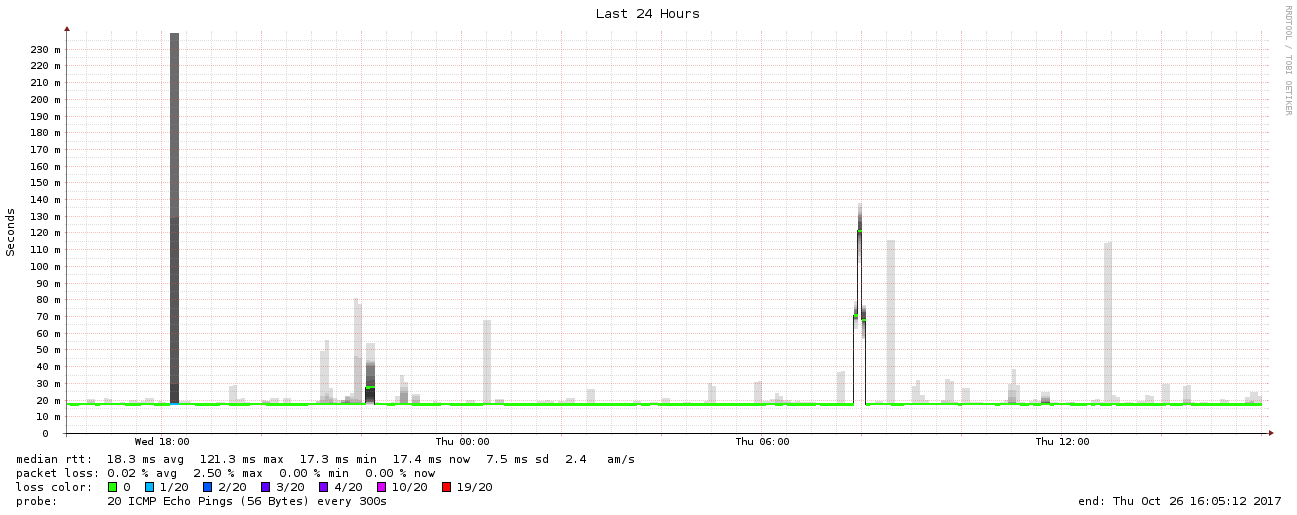 Last 24 Hours
RRDTOOL / TOBI OETIKER
Seconds
230 m
220 m
210 m
200 m
190 m
180 m
170 m
160 m
150 m
140 m
130 m
120 m
110 m
100 m
90 m
80 m
70 m
60 m
50 m
40 m
30 m
20 m
10 m
0
Wed 18:00 Thu 00:00 Thu 06:00 Thu 12:00
median rtt: 18.3 ms avg 121.3 ms max 17.3 ms min 17.4 ms now 7.5 ms sd 2.4 am/s
packet loss: 0.02 % avg 2.50 % max 0.00 % min 0.00 % now
loss color: 0 1/20 2/20 3/20 4/20 10/20 19/20
probe: 20 ICMP Echo Pings (56 Bytes) every 300s end: Thu Oct 26 16:05:12 2017